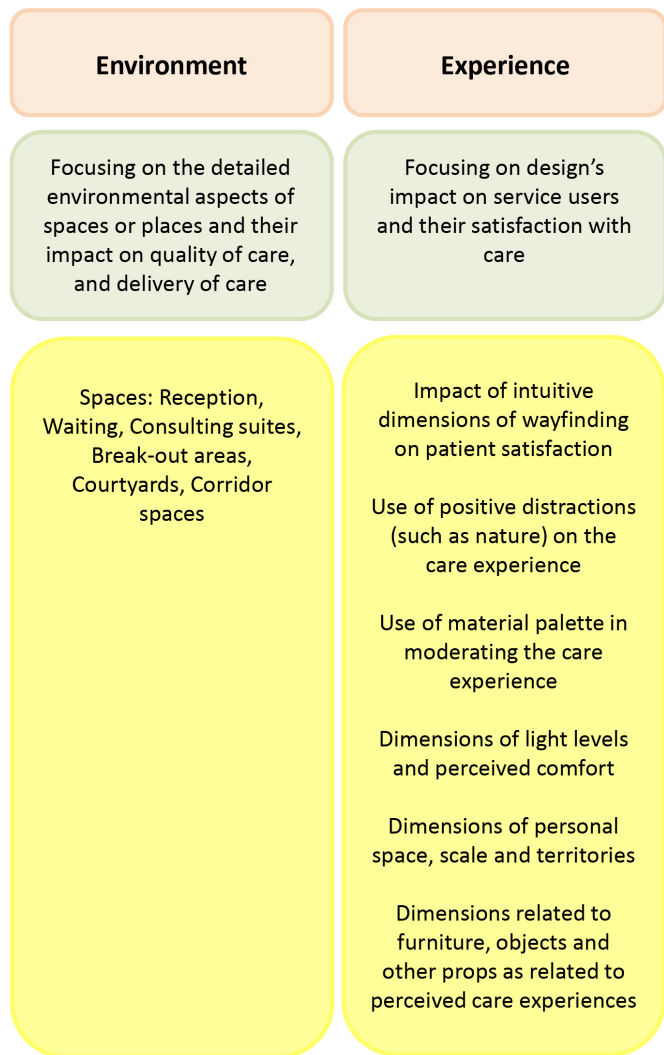 Environment
Experience
Focusing on the detailed
environmental aspects of
spaces or places and their
impact on quality of care,
and delivery of care
Focusing on design’s
impact on service users
and their satisfaction with
care
Spaces: Reception,
Waiting, Consulting suites,
Break-out areas,
Courtyards, Corridor
spaces
Impact of intuitive
dimensions of wayfinding
on patient satisfaction
Use of positive distractions
(such as nature) on the
care experience
Use of material palette in
moderating the care
experience
Dimensions of light levels
and perceived comfort
Dimensions of personal
space, scale and territories
Dimensions related to
furniture, objects and
other props as related to
perceived care experiences